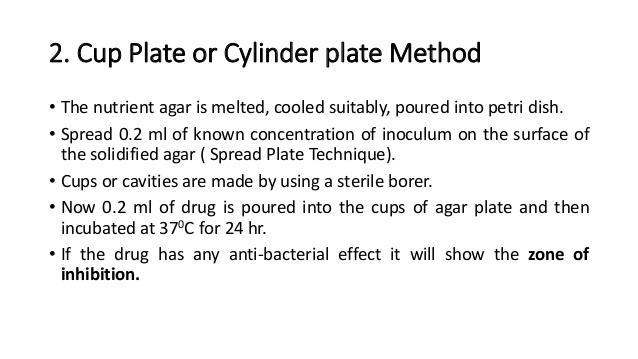 2. Cup Plate or Cylinder plate Method
• The nutrient agar is melted, cooled suitably, poured into petri dish.
• Spread 0.2 ml of known concentration of inoculum on the surface of
the solidified agar ( Spread Plate Technique).
• Cups or cavities are made by using a sterile borer.
• Now 0.2 ml of drug is poured into the cups of agar plate and then
incubated at 37⁰C for 24 hr.
• If the drug has any anti-bacterial effect it will show the zone of
inhibition.